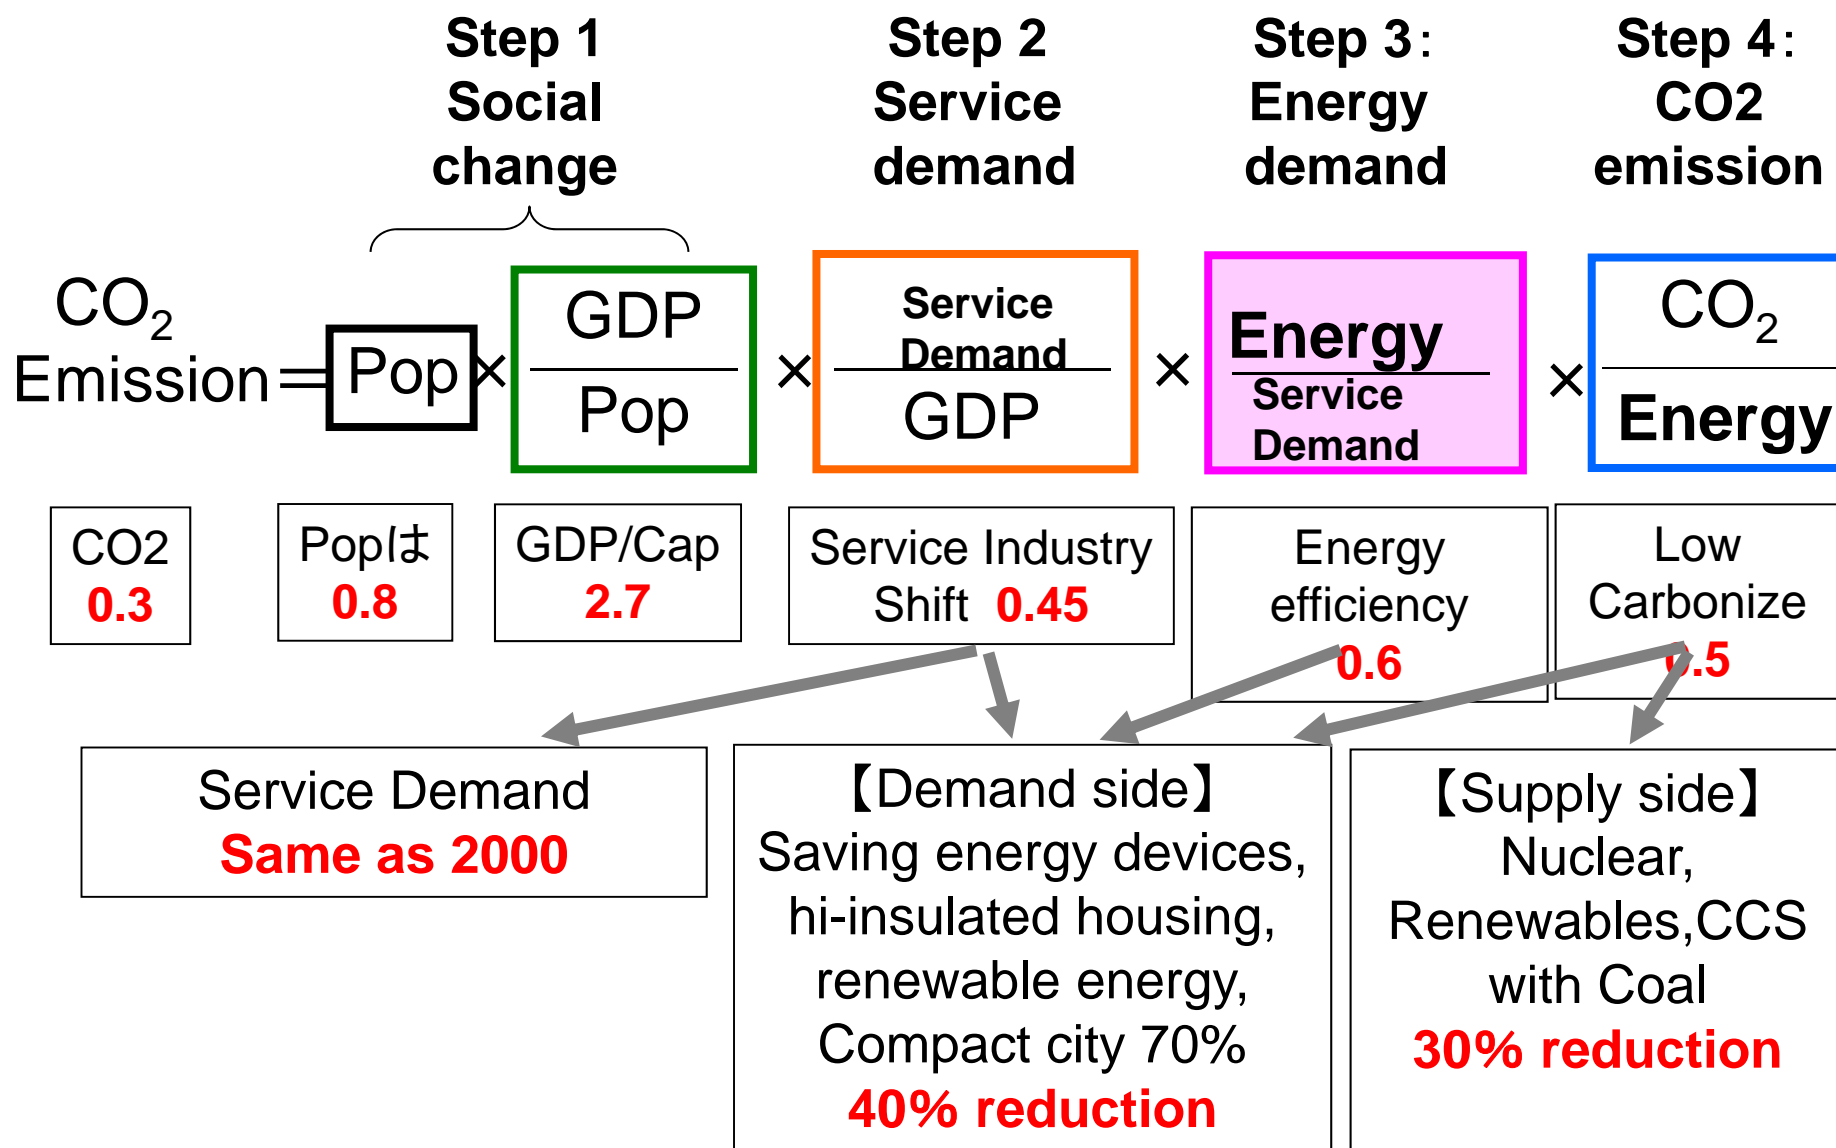 Step 1
Social
change
Step 2
Service
demand
Step 3:
Energy
demand
Step 4:
CO2
emission
CO2
Emission
=
Pop
×
GDP
Pop
×
Service
Demand
GDP
×
Energy
Service
Demand
×
CO2
Energy
CO2
0.3
Popは
0.8
GDP/Cap
2.7
Service Industry
Shift 0.45
Energy
efficiency
0.6
Low
Carbonize
0.5
Service Demand
Same as 2000
【Demand side】
Saving energy devices,
hi-insulated housing,
renewable energy,
Compact city 70%
40% reduction
【Supply side】
Nuclear,
Renewables,CCS
with Coal
30% reduction